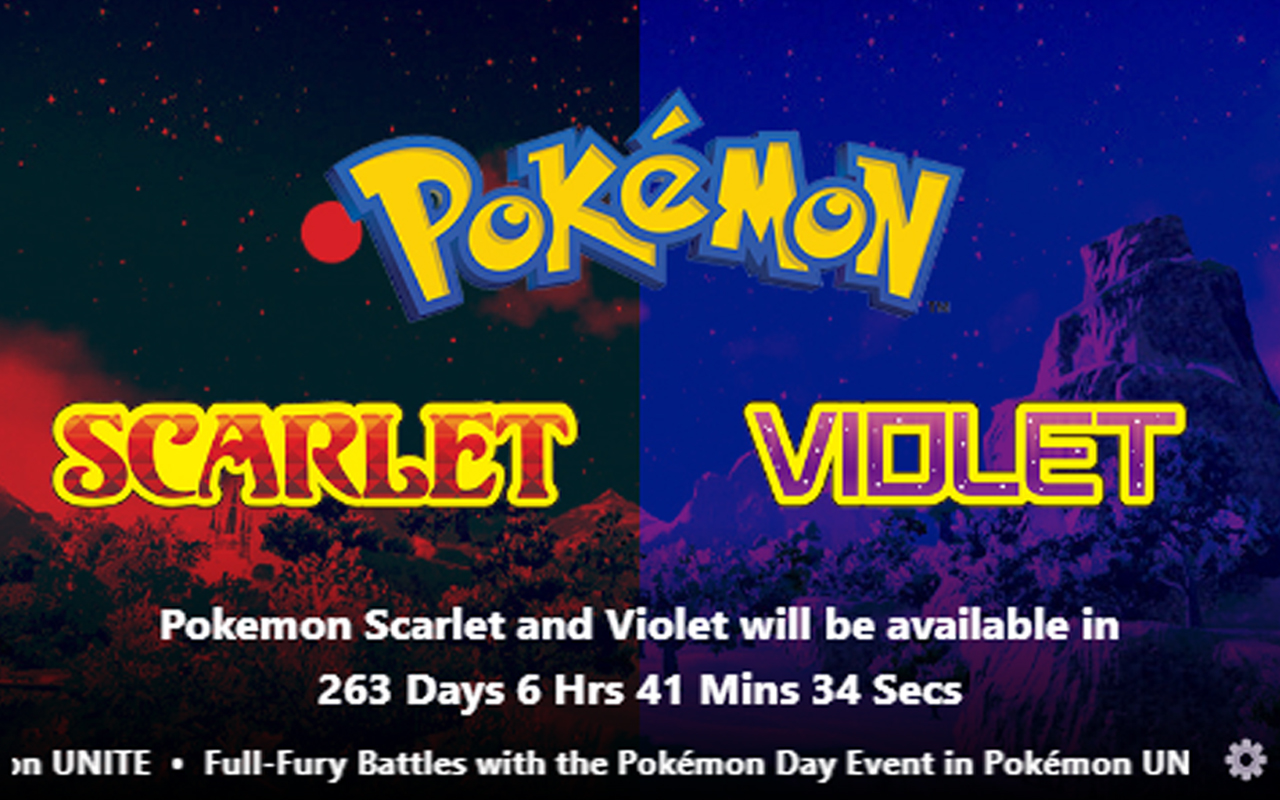 POKéMON
TM
SCARLET VIOLET
Pokemon Scarlet and Violet will be available in
263 Days 6 Hrs 41 Mins 34 Secs
on UNITE • Full-Fury Battles with the Pokémon Day Event in Pokémon UN